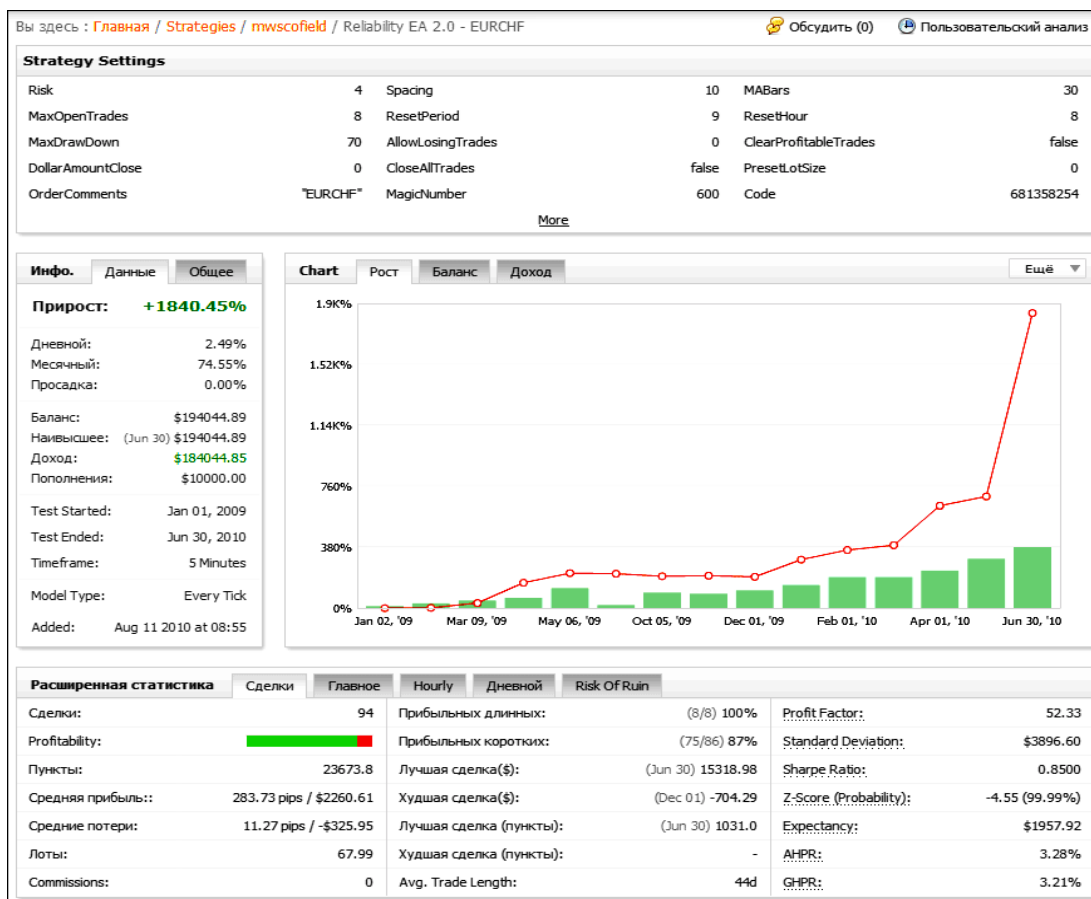 Вы здесь : Главная / Strategies / mwscofield / Reliability EA 2.0 - EURCHF Обсудить (0) Пользовательский анализ
Strategy Settings
Risk 4 Spacing 10 MABars 30
MaxOpenTrades 8 ResetPeriod 9 ResetHour 8
MaxDrawDown 70 AllowLosingTrades 0 ClearProfitableTrades false
DollarAmountClose 0 CloseAllTrades false PresetLotSize 0
OrderComments "EURCHF" MagicNumber 600 Code 681358254
More
Инфо. Данные Общее
Прирост: +1840.45%
Дневной: 2.49%
Месячный: 74.55%
Просадка: 0.00%
Баланс: $194044.89
Наивысшее: (Jun 30) $194044.89
Доход: $184044.85
Пополнения: $10000.00
Test Started: Jan 01, 2009
Test Ended: Jun 30, 2010
Timeframe: 5 Minutes
Model Type: Every Tick
Added: Aug 11 2010 at 08:55
Chart Рост Баланс Доход Ещё
1.9K%
1.52K%
1.14K%
760%
380%
0%
Jan 02, '09 Mar 09, '09 May 06, '09 Oct 05, '09 Dec 01, '09 Feb 01, '10 Apr 01, '10 Jun 30, '10
Расширенная статистика Сделки Главное Hourly Дневной Risk Of Ruin
Сделки: 94 Прибыльных длинных: (8/8) 100% Profit Factor: 52.33
Profitability: Прибыльных коротких: (75/86) 87% Standard Deviation: $3896.60
Пункты: 23673.8 Лучшая сделка($): (Jun 30) 15318.98 Sharpe Ratio: 0.8500
Средняя прибыль:: 283.73 pips / $2260.61 Худшая сделка($): (Dec 01) -704.29 Z-Score (Probability): -4.55 (99.99%)
Средние потери: 11.27 pips / -$325.95 Лучшая сделка (пункты): (Jun 30) 1031.0 Expectancy: $1957.92
Лоты: 67.99 Худшая сделка (пункты): - AHPR: 3.28%
Commissions: 0 Avg. Trade Length: 44d GHPR: 3.21%